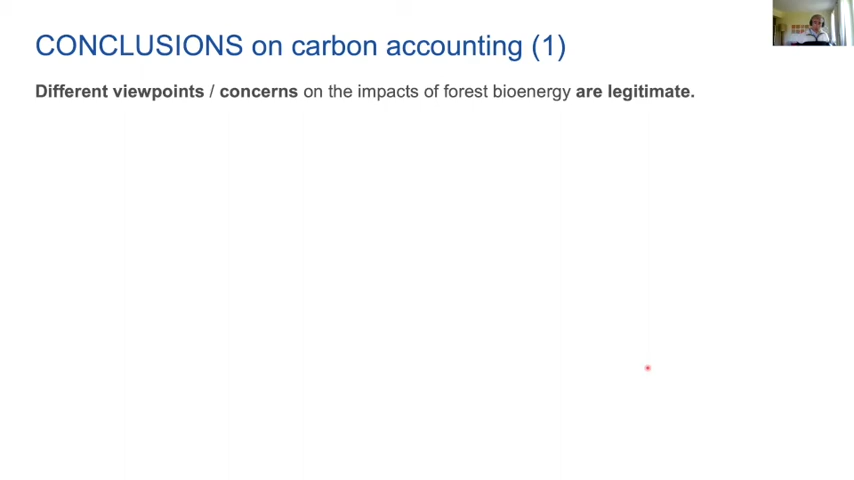 CONCLUSIONS on carbon accounting (1)
Different viewpoints / concerns on the impacts of forest bioenergy are legitimate.